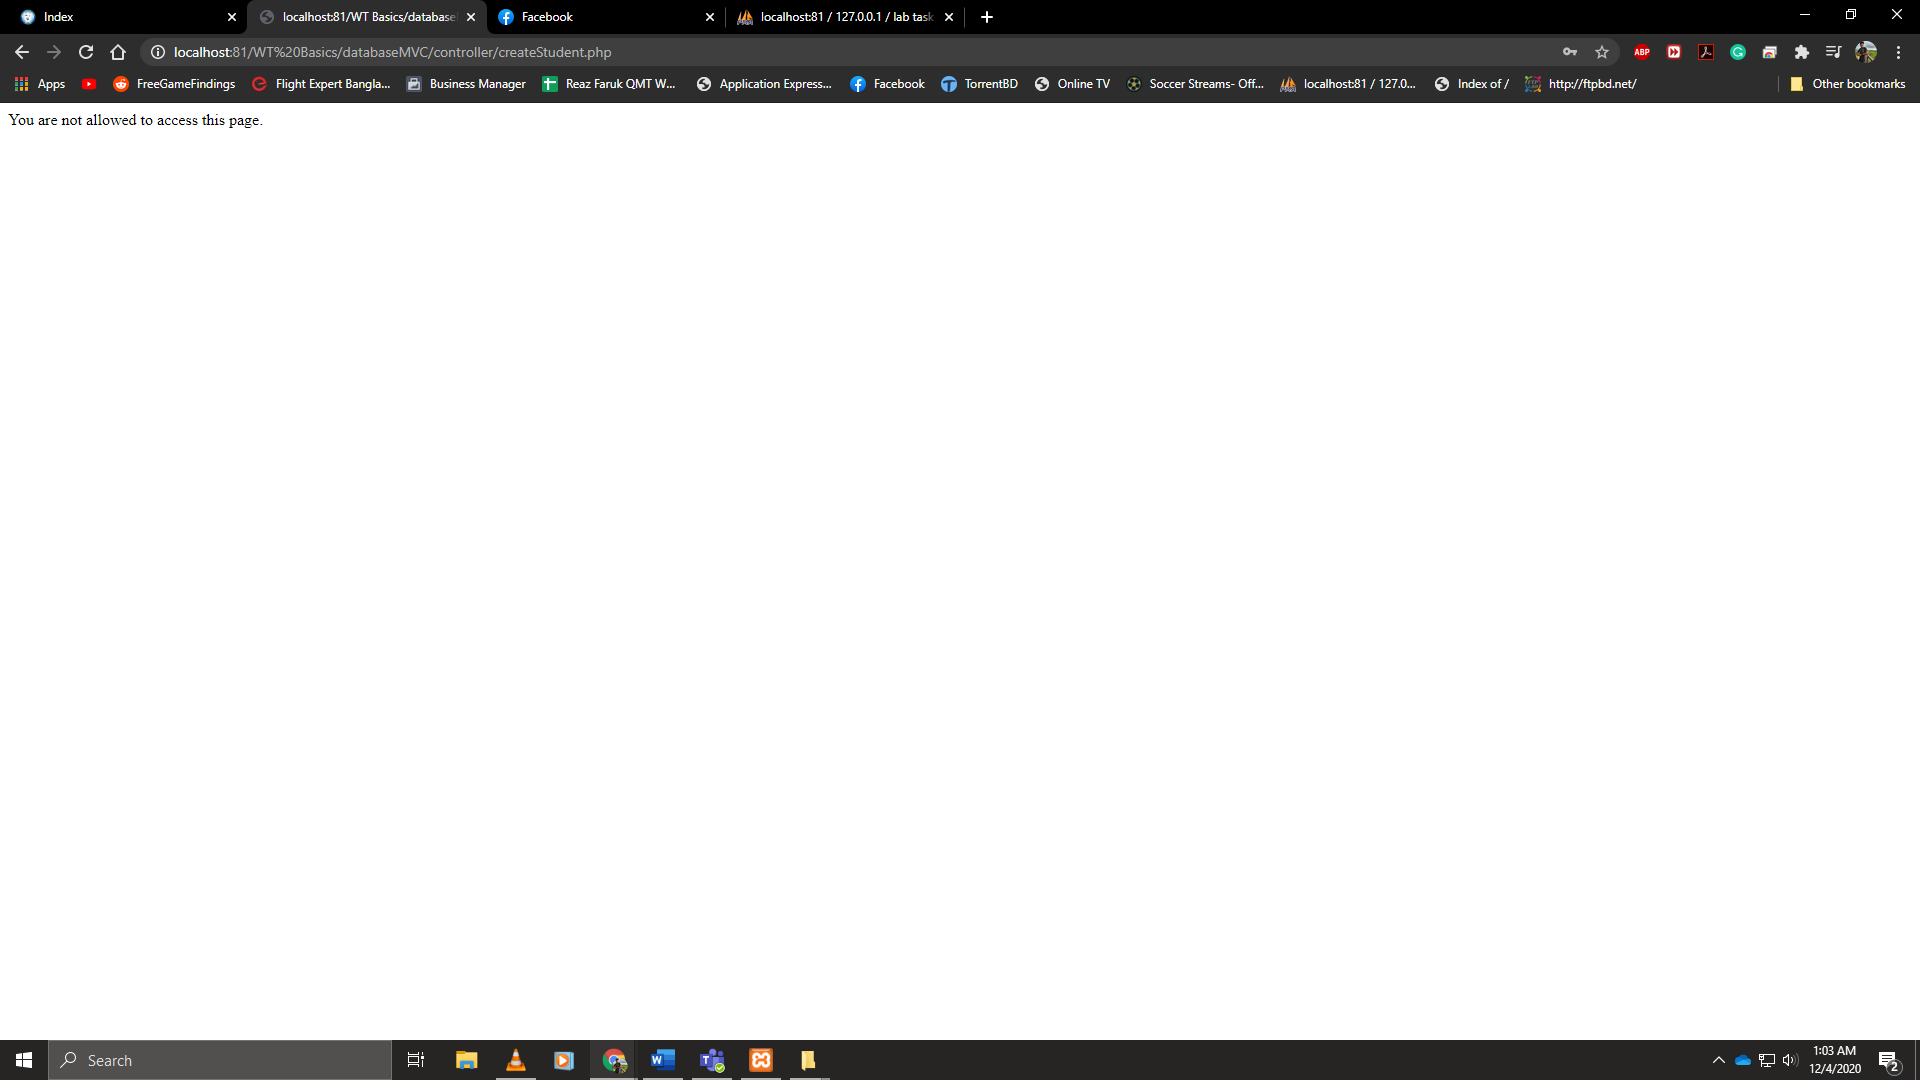 Index
localhost:81/WT Basics/database
Facebook
localhost:81 / 127.0.0.1 / lab task
localhost:81/WT%20Basics/databaseMVC/controller/createStudent.php
ABP
Apps
FreeGameFindings
Flight Expert Bangla...
Business Manager
Reaz Faruk QMT W...
Application Express...
Facebook
TorrentBD
Online TV
Soccer Streams- Off...
localhost:81 / 127.0...
Index of /
http://ftpbd.net/
Other bookmarks
You are not allowed to access this page.
Search
1:03 AM
12/4/2020
2